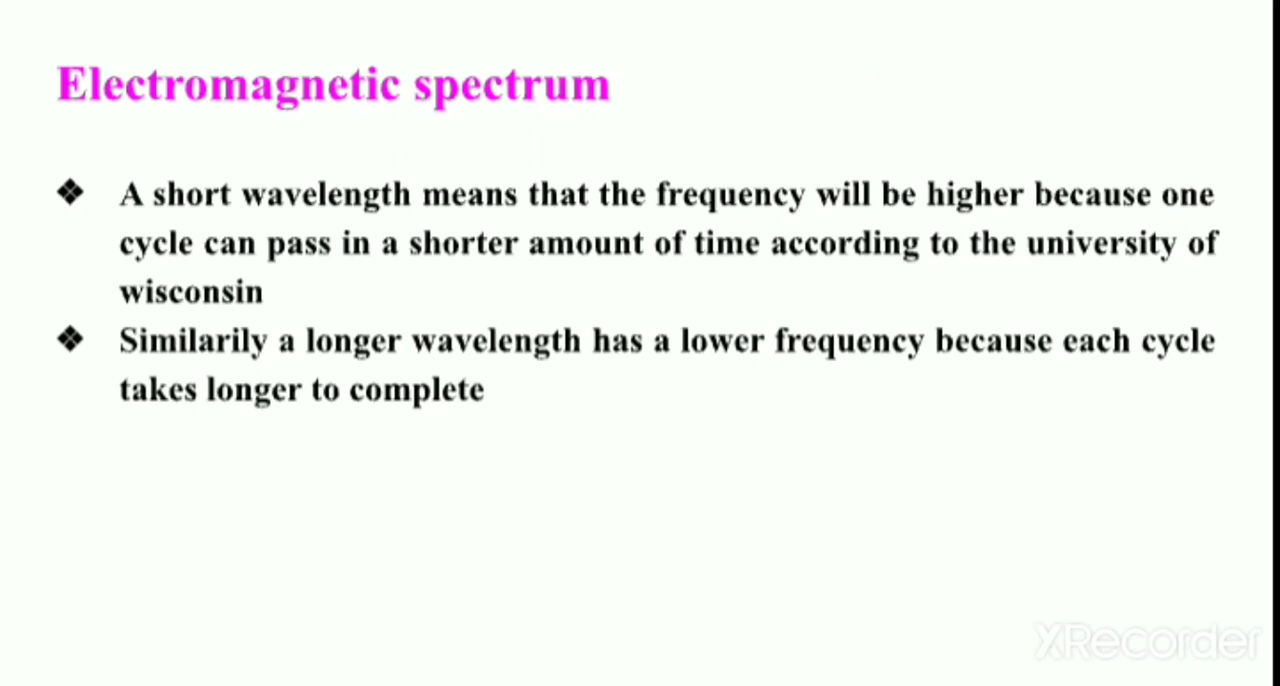 Electromagnetic spectrum
❖ A short wavelength means that the frequency will be higher because one
cycle can pass in a shorter amount of time according to the university of
wisconsin
❖ Similarily a longer wavelength has a lower frequency because each cycle
takes longer to complete
XRecorder